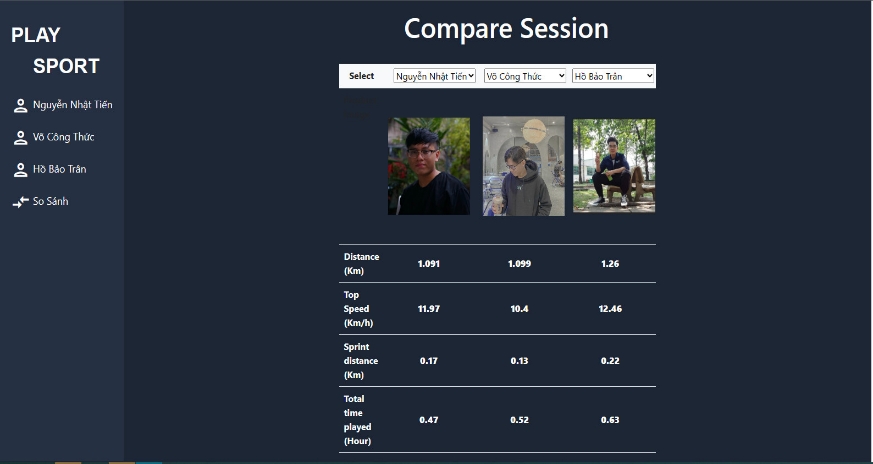 PLAY
SPORT
Nguyễn Nhật Tiến
Võ Công Thức
Hồ Bảo Trân
So Sánh
Compare Session
Select Nguyễn Nhật Tiến Võ Công Thức Hồ Bảo Trân
Distance
(Km) 1.091 1.099 1.26
Top
Speed 11.97 10.4 12.46
(Km/h)
Sprint
distance 0.17 0.13 0.22
(Km)
Total
time
played 0.47 0.52 0.63
(Hour)